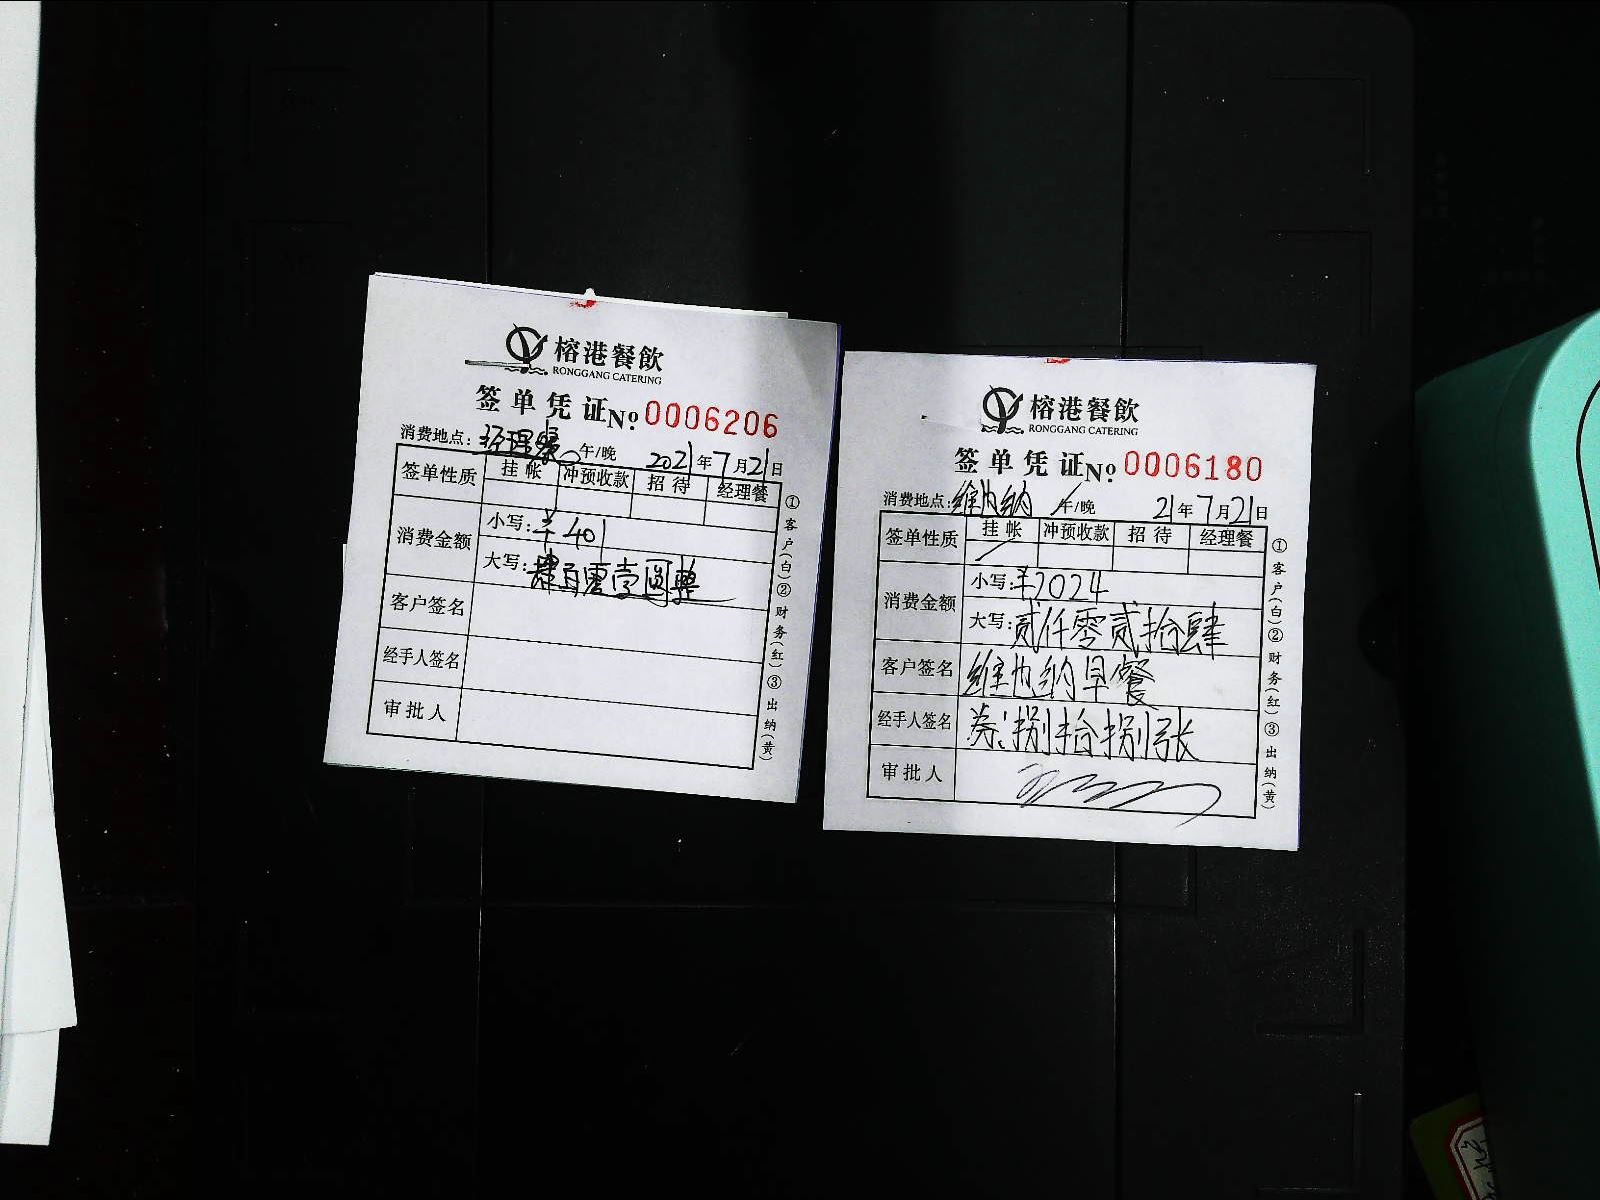 榕港餐飲
RONGGANG CATERING
签单凭证No 0006206
消费地点：经理餐 午/晚 2021年7月21日
签单性质 挂帐 冲预收款 招待 经理餐
消费金额
小写：￥401
大写：肆百零壹圆整
客户签名
经手人签名
审批人
①客户(白)②财务(红)③出纳(黄)
榕港餐飲
RONGGANG CATERING
签单凭证No 0006180
消费地点：维也纳 午/晚 21年7月21日
签单性质 挂帐 冲预收款 招待 经理餐
消费金额
小写：￥2024
大写：贰仟零贰拾肆
客户签名 维也纳早餐
经手人签名 券：捌拾捌张
审批人
①客户(白)②财务(红)③出纳(黄)